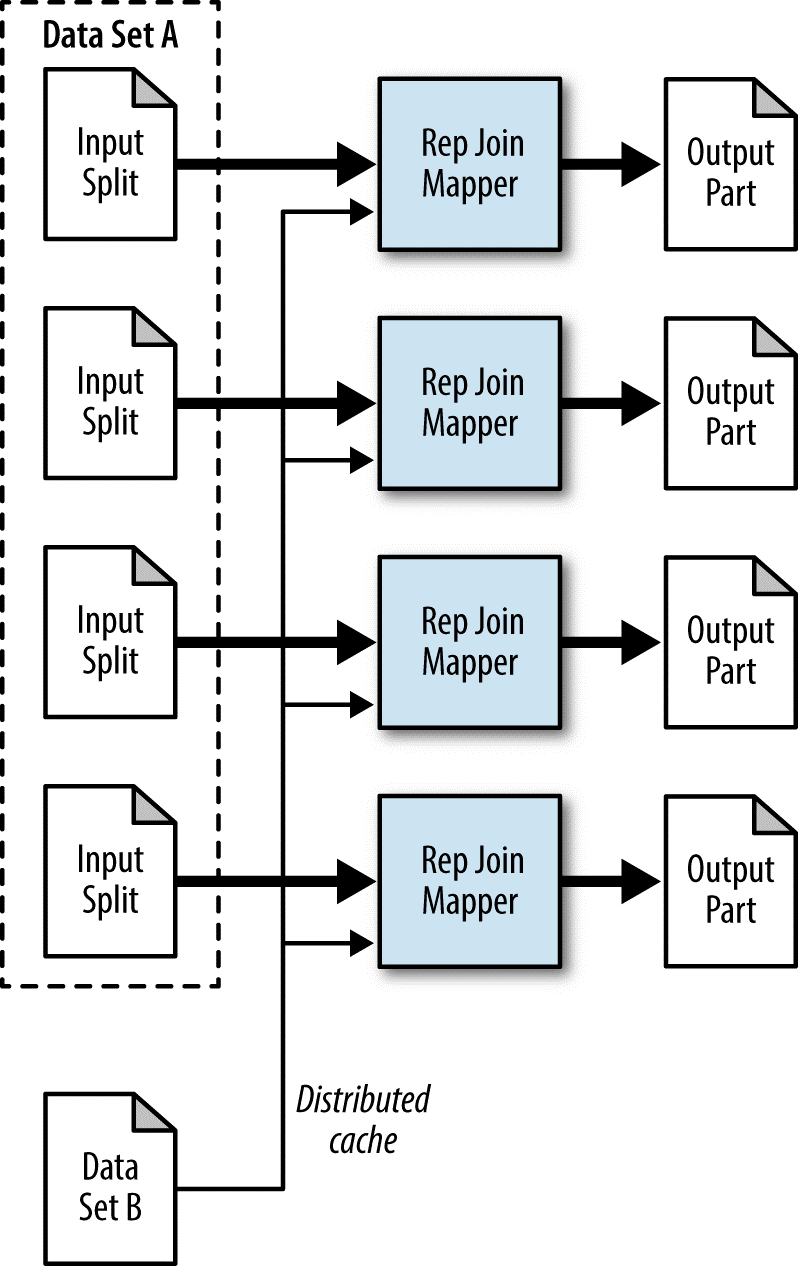 Data Set A
Input
Split
Rep Join
Mapper
Output
Part
Input
Split
Rep Join
Mapper
Output
Part
Input
Split
Rep Join
Mapper
Output
Part
Input
Split
Rep Join
Mapper
Output
Part
Distributed
cache
Data
Set B